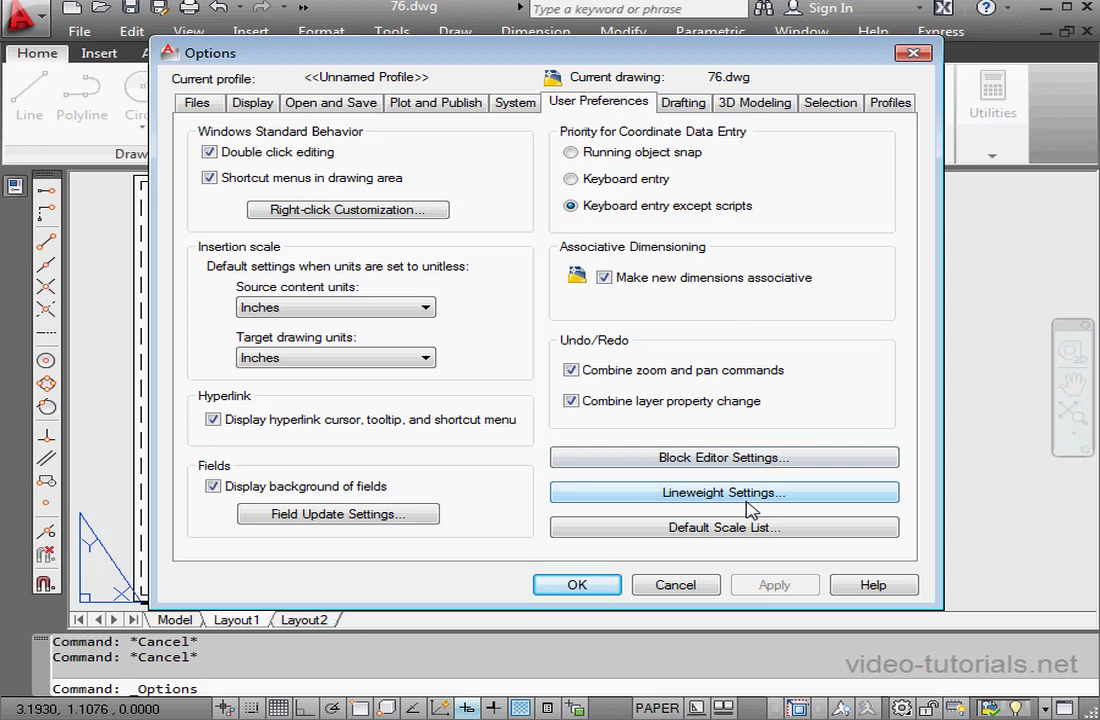 76.dwg
Type a keyword or phrase
Sign In
File Edit View Insert Format Tools Draw Dimension Modify Parametric Window Help Express
Home Insert
Line Polyline
Utilities
Draw
Options
Current profile: <<Unnamed Profile>> Current drawing: 76.dwg
Files Display Open and Save Plot and Publish System User Preferences Drafting 3D Modeling Selection Profiles
Windows Standard Behavior
Double click editing
Shortcut menus in drawing area
Right-click Customization...
Insertion scale
Default settings when units are set to unitless:
Source content units:
Inches
Target drawing units:
Inches
Hyperlink
Display hyperlink cursor, tooltip, and shortcut menu
Fields
Display background of fields
Field Update Settings...
Priority for Coordinate Data Entry
Running object snap
Keyboard entry
Keyboard entry except scripts
Associative Dimensioning
Make new dimensions associative
Undo/Redo
Combine zoom and pan commands
Combine layer property change
Block Editor Settings...
Lineweight Settings...
Default Scale List...
OK Cancel Apply Help
Y X
Model Layout1 Layout2
Command: *Cancel*
Command: *Cancel*
Command: _Options
video-tutorials.net
3.1930, 1.1076, 0.0000 PAPER